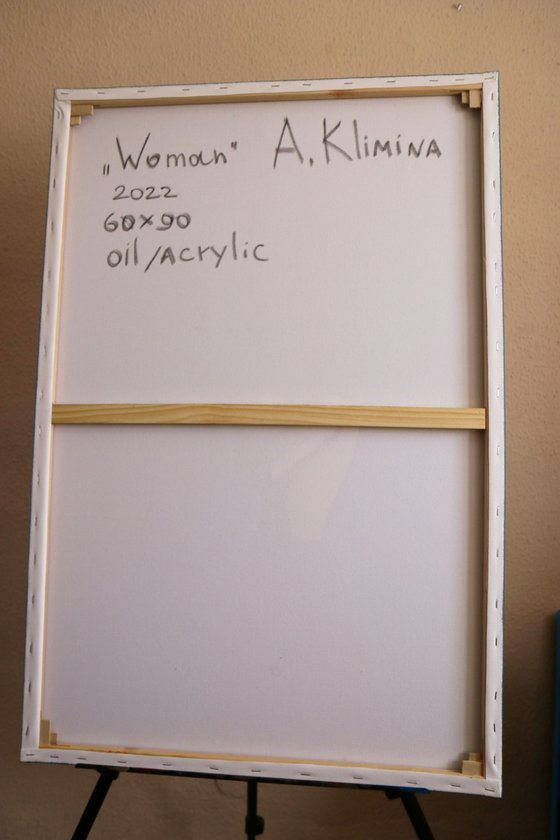 „Woman" A. Klimina
2022
60x90
oil/Acrylic